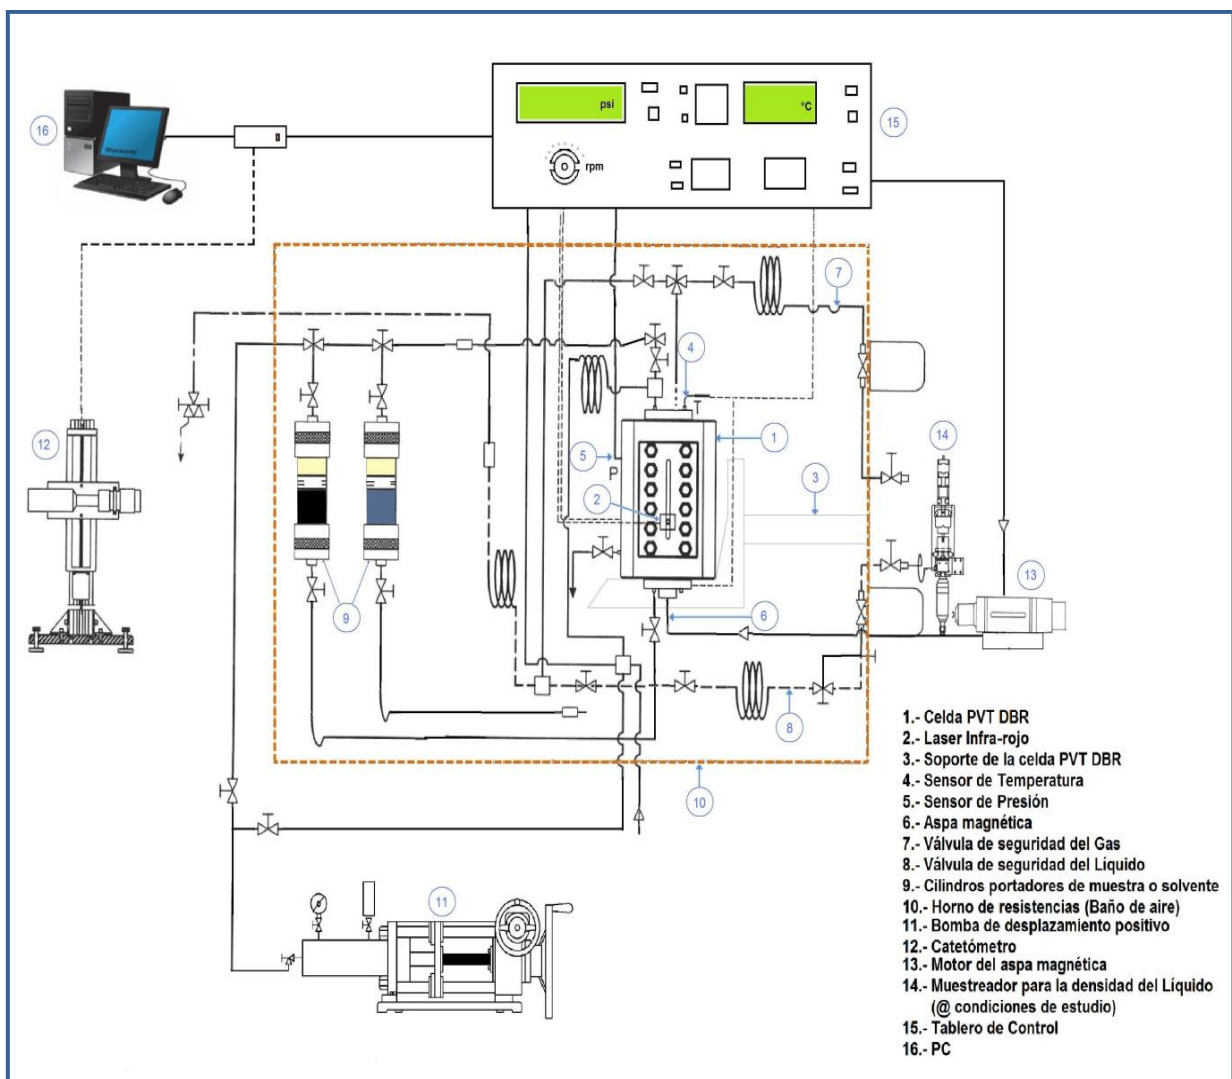 psi
°C
16
15
rpm
7
4
12
1
14
T
5
P
3
2
13
9
6
8
10
11
1.- Celda PVT DBR
2.- Laser Infra-rojo
3.- Soporte de la celda PVT DBR
4.- Sensor de Temperatura
5.- Sensor de Presión
6.- Aspa magnética
7.- Válvula de seguridad del Gas
8.- Válvula de seguridad del Líquido
9.- Cilindros portadores de muestra o solvente
10.- Horno de resistencias (Baño de aire)
11.- Bomba de desplazamiento positivo
12.- Catetómetro
13.- Motor del aspa magnética
14.- Muestreador para la densidad del Líquido
(@ condiciones de estudio)
15.- Tablero de Control
16.- PC